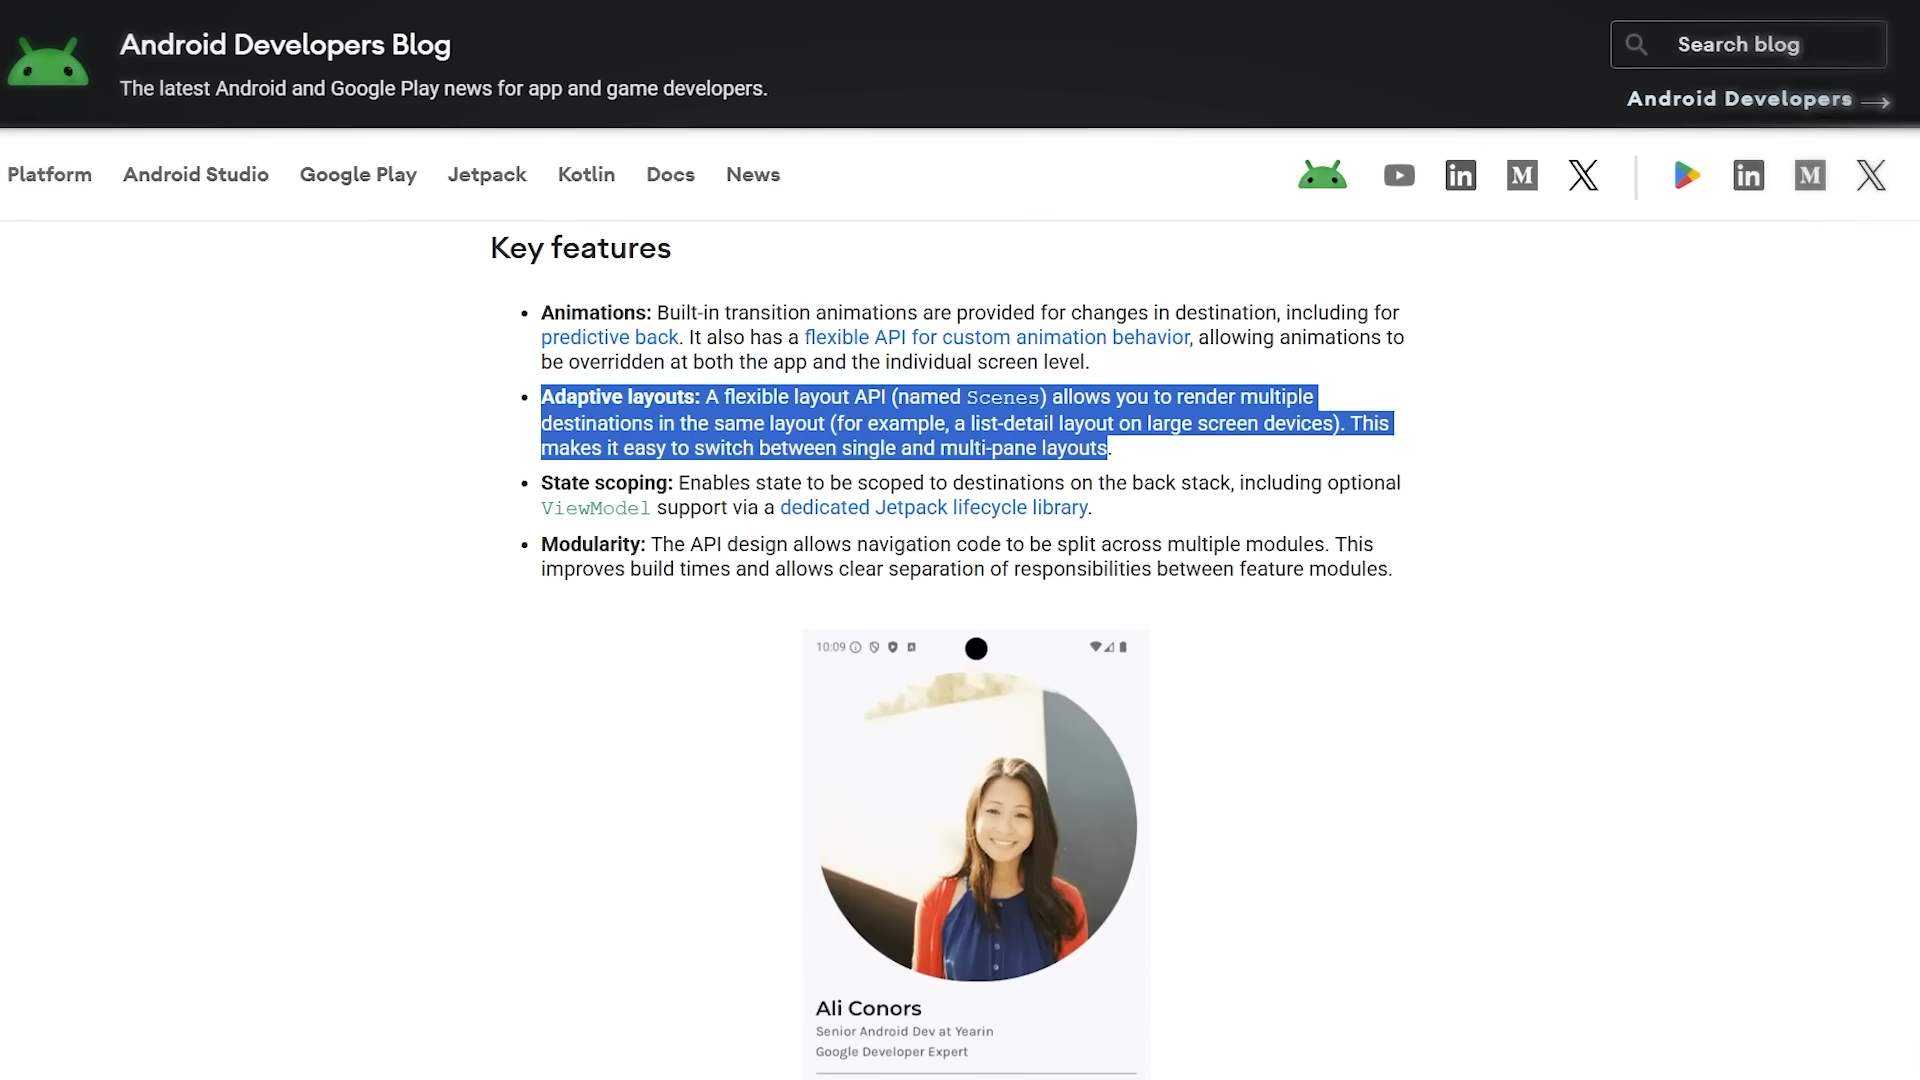 Android Developers Blog
The latest Android and Google Play news for app and game developers.
Search blog
Android Developers
Platform Android Studio Google Play Jetpack Kotlin Docs News
Key features
Animations: Built-in transition animations are provided for changes in destination, including for
predictive back. It also has a flexible API for custom animation behavior, allowing animations to
be overridden at both the app and the individual screen level.
Adaptive layouts: A flexible layout API (named Scenes) allows you to render multiple
destinations in the same layout (for example, a list-detail layout on large screen devices). This
makes it easy to switch between single and multi-pane layouts.
State scoping: Enables state to be scoped to destinations on the back stack, including optional
ViewModel support via a dedicated Jetpack lifecycle library.
Modularity: The API design allows navigation code to be split across multiple modules. This
improves build times and allows clear separation of responsibilities between feature modules.
10:09
Ali Conors
Senior Android Dev at Yearin
Google Developer Expert